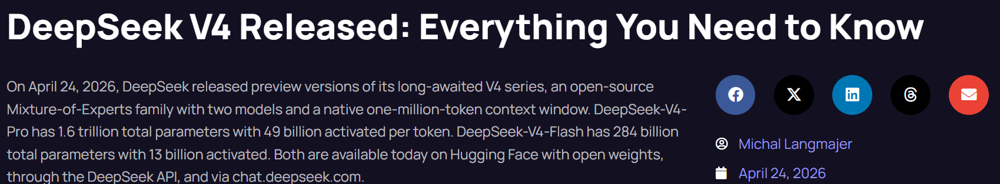 DeepSeek V4 Released: Everything You Need to Know
On April 24, 2026, DeepSeek released preview versions of its long-awaited V4 series, an open-source
Mixture-of-Experts family with two models and a native one-million-token context window. DeepSeek-V4-
Pro has 1.6 trillion total parameters with 49 billion activated per token. DeepSeek-V4-Flash has 284 billion
total parameters with 13 billion activated. Both are available today on Hugging Face with open weights,
through the DeepSeek API, and via chat.deepseek.com.
Michal Langmajer
April 24, 2026